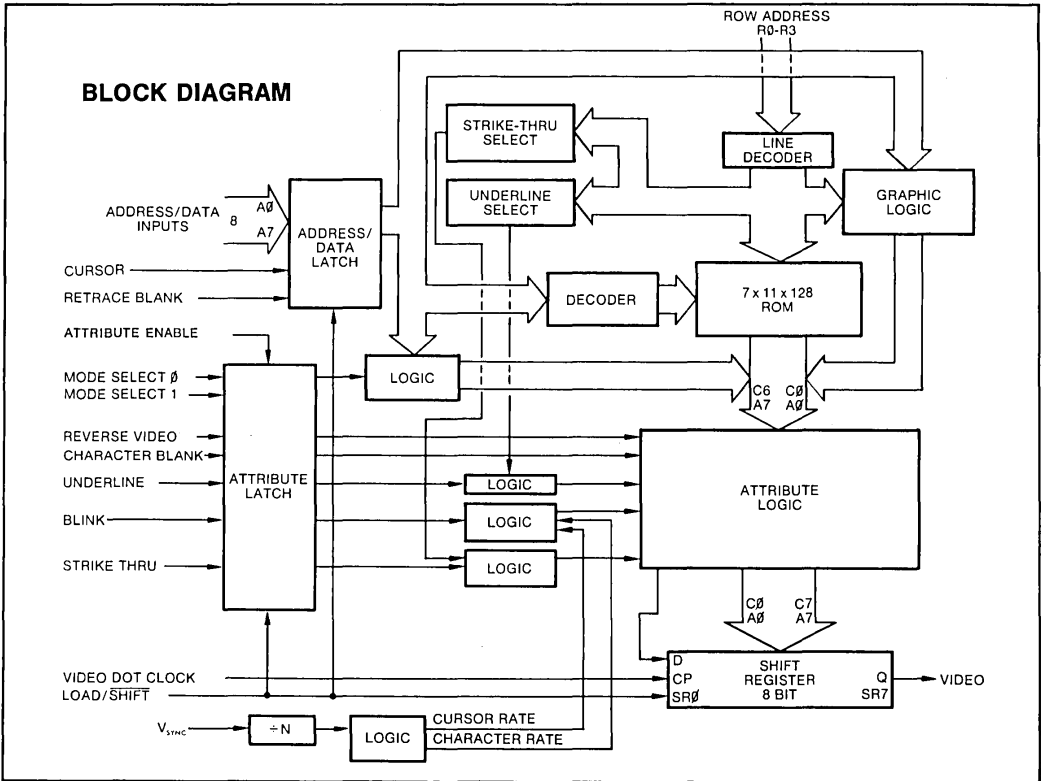 ROW ADDRESS
RØ-R3
BLOCK DIAGRAM
STRIKE-THRU
SELECT
LINE
DECODER
UNDERLINE
SELECT
GRAPHIC
LOGIC
ADDRESS/DATA
INPUTS
8
AØ
A7
ADDRESS/
DATA
LATCH
CURSOR
RETRACE BLANK
DECODER
7 x 11 x 128
ROM
ATTRIBUTE ENABLE
MODE SELECT Ø
MODE SELECT 1
LOGIC
C6 CØ
A7 AØ
REVERSE VIDEO
CHARACTER BLANK
UNDERLINE
BLINK
STRIKE THRU
ATTRIBUTE
LATCH
LOGIC
LOGIC
LOGIC
ATTRIBUTE
LOGIC
CØ C7
AØ A7
VIDEO DOT CLOCK
LOAD/S̅H̅I̅F̅T̅
D
CP
SRØ
SHIFT
REGISTER
8 BIT
Q
SR7
VIDEO
VSYNC
÷N
LOGIC
CURSOR RATE
CHARACTER RATE